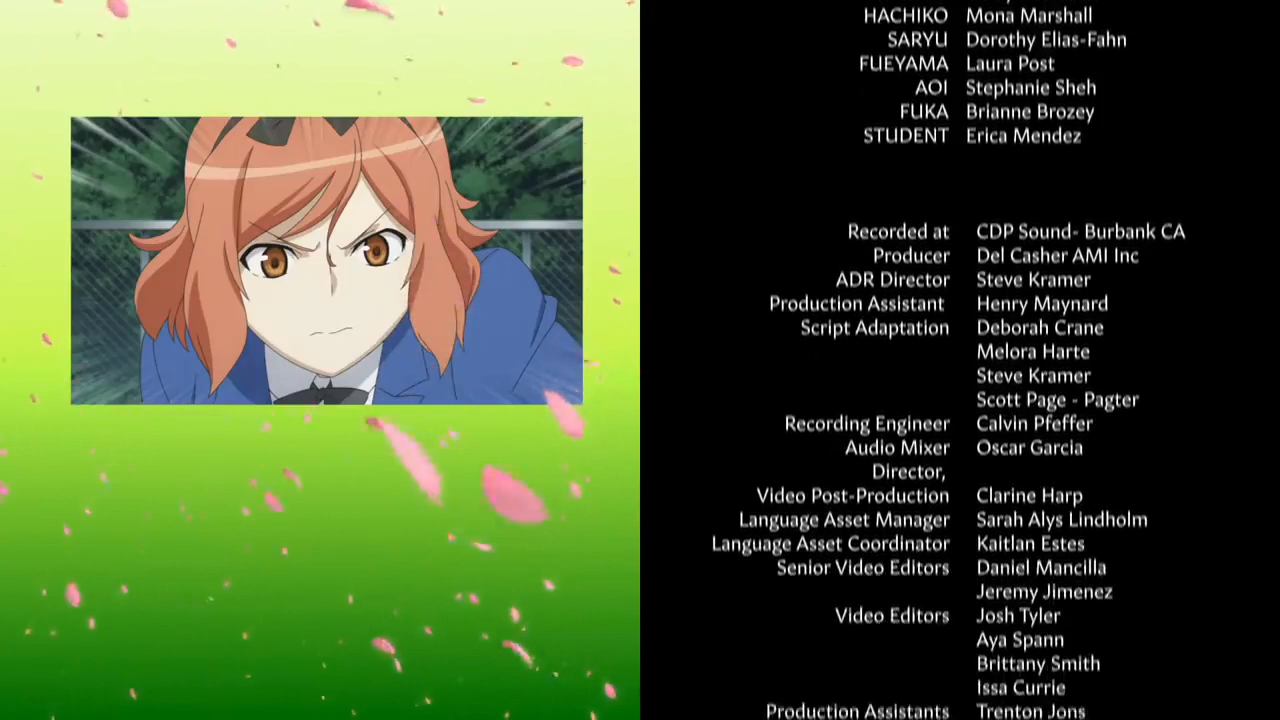 HACHIKO Mona Marshall
SARYU Dorothy Elias-Fahn
FUEYAMA Laura Post
AOI Stephanie Sheh
FUKA Brianne Brozey
STUDENT Erica Mendez
Recorded at CDP Sound- Burbank CA
Producer Del Casher AMI Inc
ADR Director Steve Kramer
Production Assistant Henry Maynard
Script Adaptation Deborah Crane
Melora Harte
Steve Kramer
Scott Page - Pagter
Recording Engineer Calvin Pfeffer
Audio Mixer Oscar Garcia
Director,
Video Post-Production Clarine Harp
Language Asset Manager Sarah Alys Lindholm
Language Asset Coordinator Kaitlan Estes
Senior Video Editors Daniel Mancilla
Jeremy Jimenez
Video Editors Josh Tyler
Aya Spann
Brittany Smith
Issa Currie
Production Assistants Trenton Jons